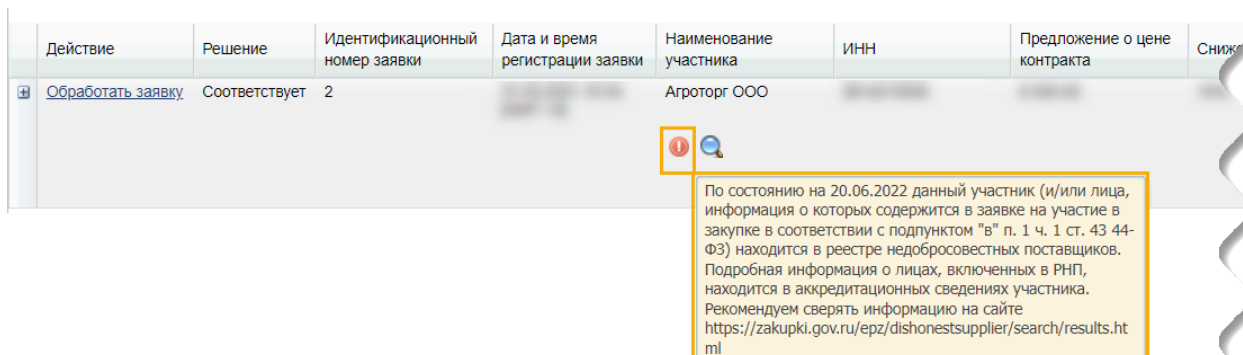 Действие
Решение
Идентификационный
номер заявки
Дата и время
регистрации заявки
Наименование
участника
ИНН
Предложение о цене
контракта
Обработать заявку
Соответствует
2
Агроторг ООО
По состоянию на 20.06.2022 данный участник (и/или лица,
информация о которых содержится в заявке на участие в
закупке в соответствии с подпунктом "в" п. 1 ч. 1 ст. 43 44-
ФЗ) находится в реестре недобросовестных поставщиков.
Подробная информация о лицах, включенных в РНП,
находится в аккредитационных сведениях участника.
Рекомендуем сверять информацию на сайте
https://zakupki.gov.ru/epz/dishonestsupplier/search/results.ht
ml